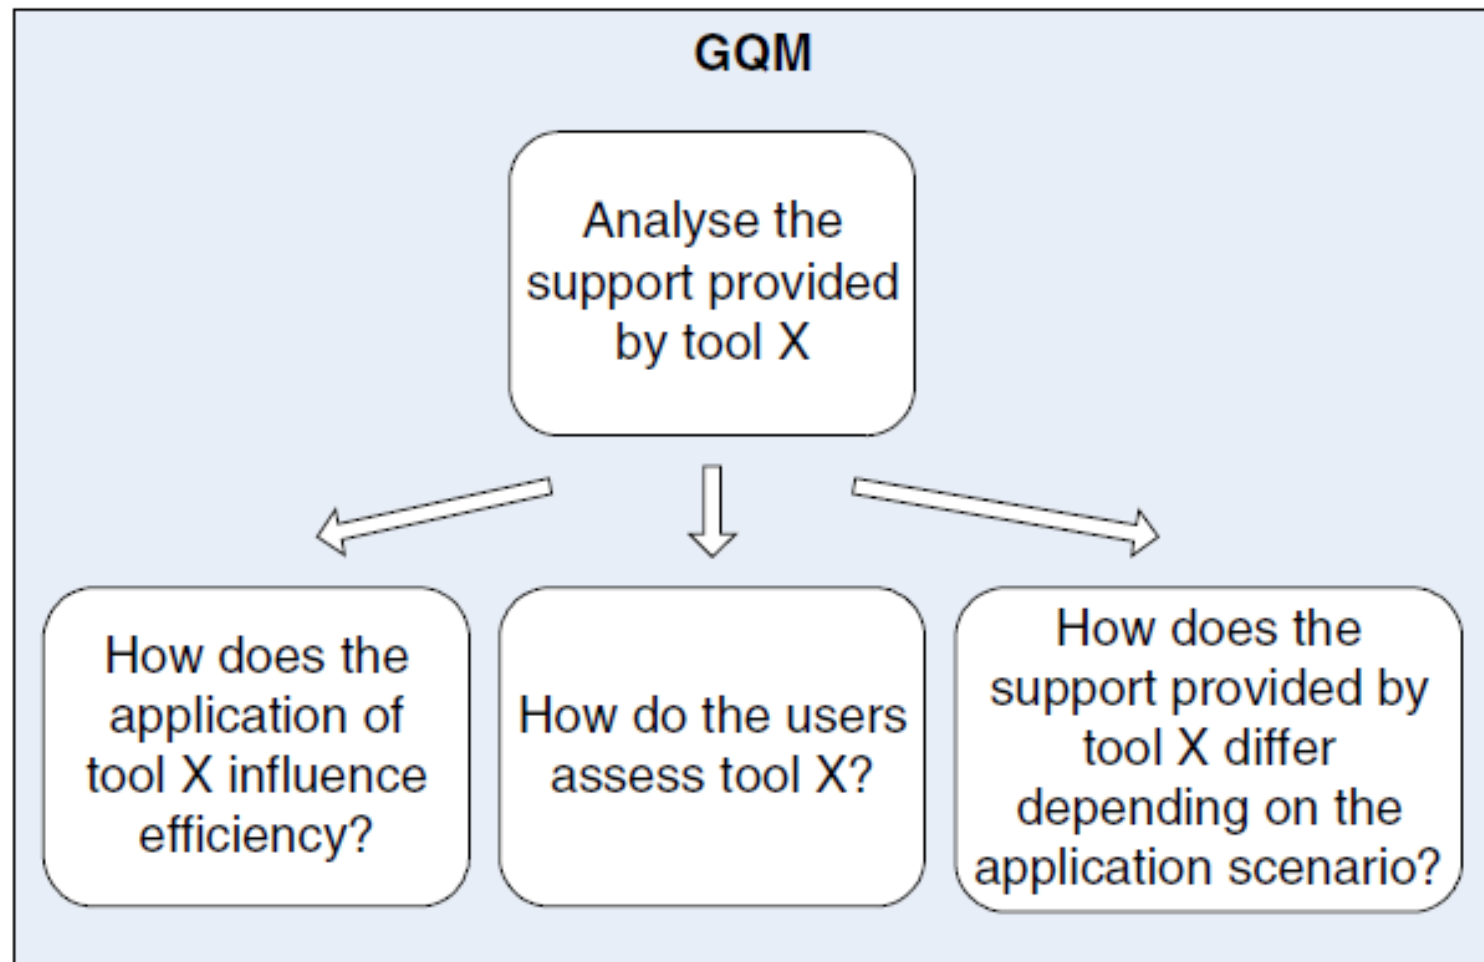 GQM
Analyse the
support provided
by tool X
How does the
application of
tool X influence
efficiency?
How do the users
assess tool X?
How does the
support provided by
tool X differ
depending on the
application scenario?